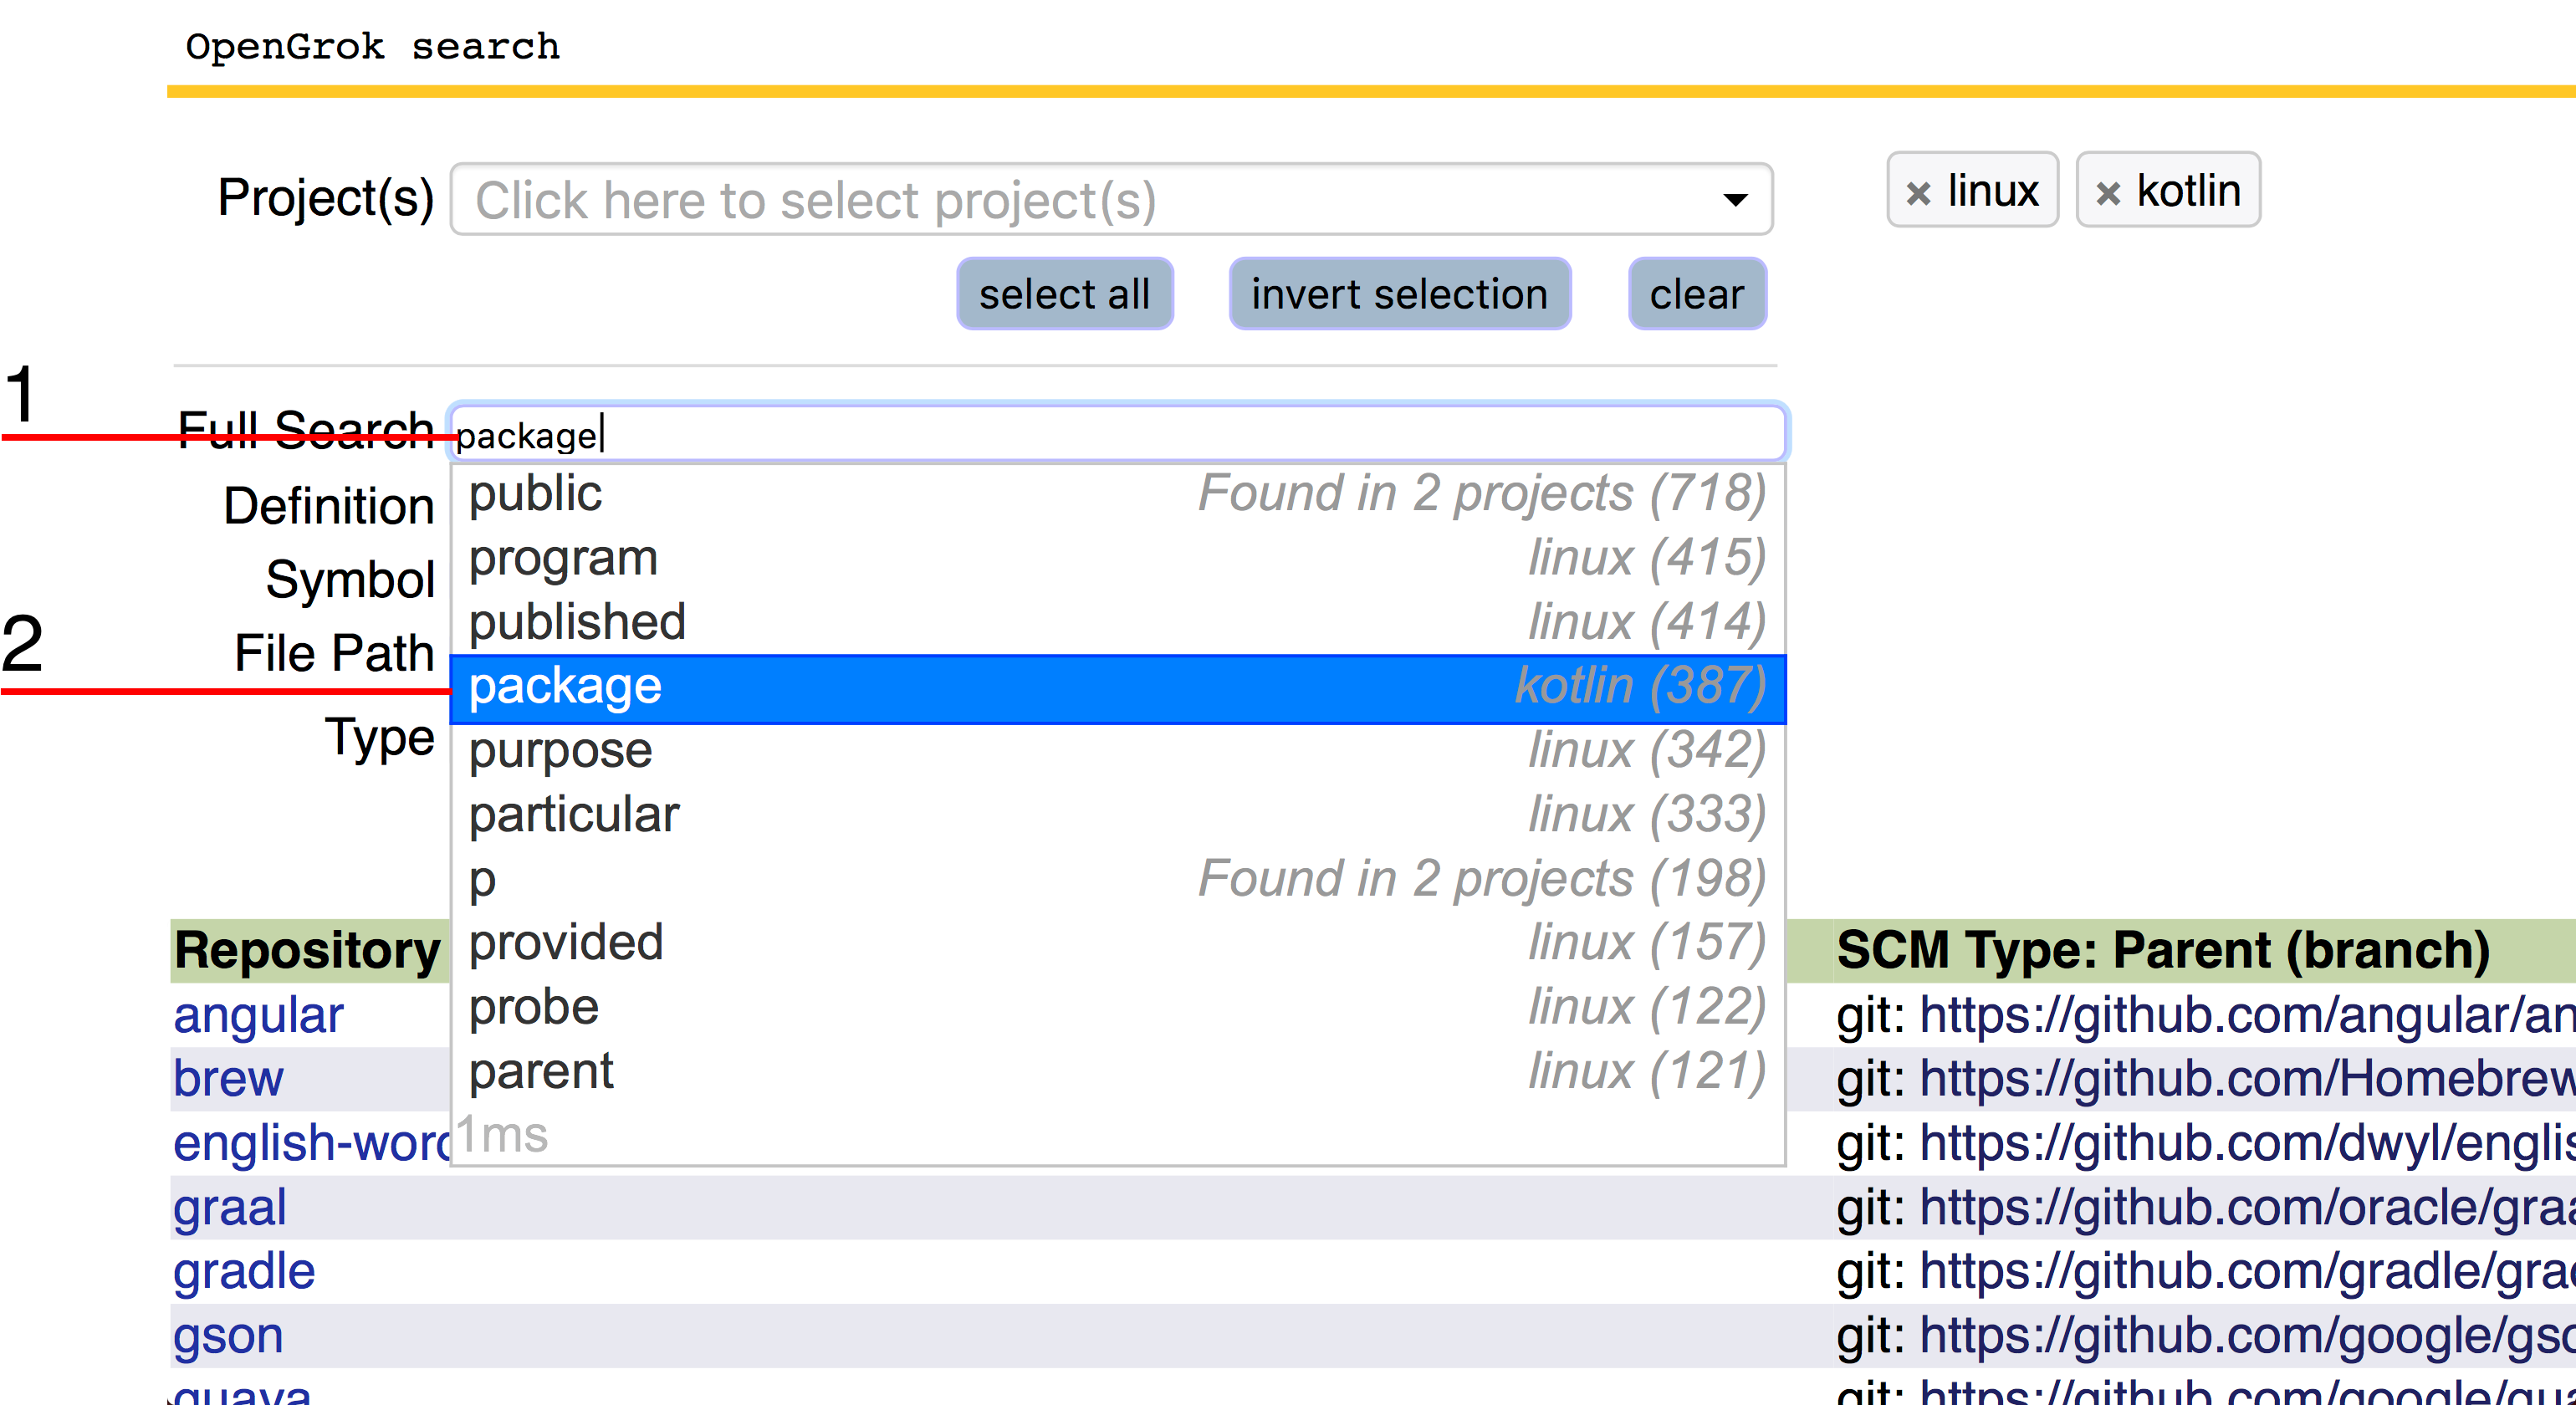 OpenGrok search
Project(s) Click here to select project(s) × linux × kotlin
select all invert selection clear
1
Full Search package
public Found in 2 projects (718)
Definition
program linux (415)
Symbol
published linux (414)
2
File Path
package kotlin (387)
Type
purpose linux (342)
particular linux (333)
p Found in 2 projects (198)
provided linux (157)
Repository SCM Type: Parent (branch)
probe linux (122)
angular git: https://github.com/angular/an
parent linux (121)
brew git: https://github.com/Homebrew
1ms
english-word git: https://github.com/dwyl/englis
graal git: https://github.com/oracle/graa
gradle git: https://github.com/gradle/grad
gson git: https://github.com/google/gso
guava git: https://github.com/google/gua